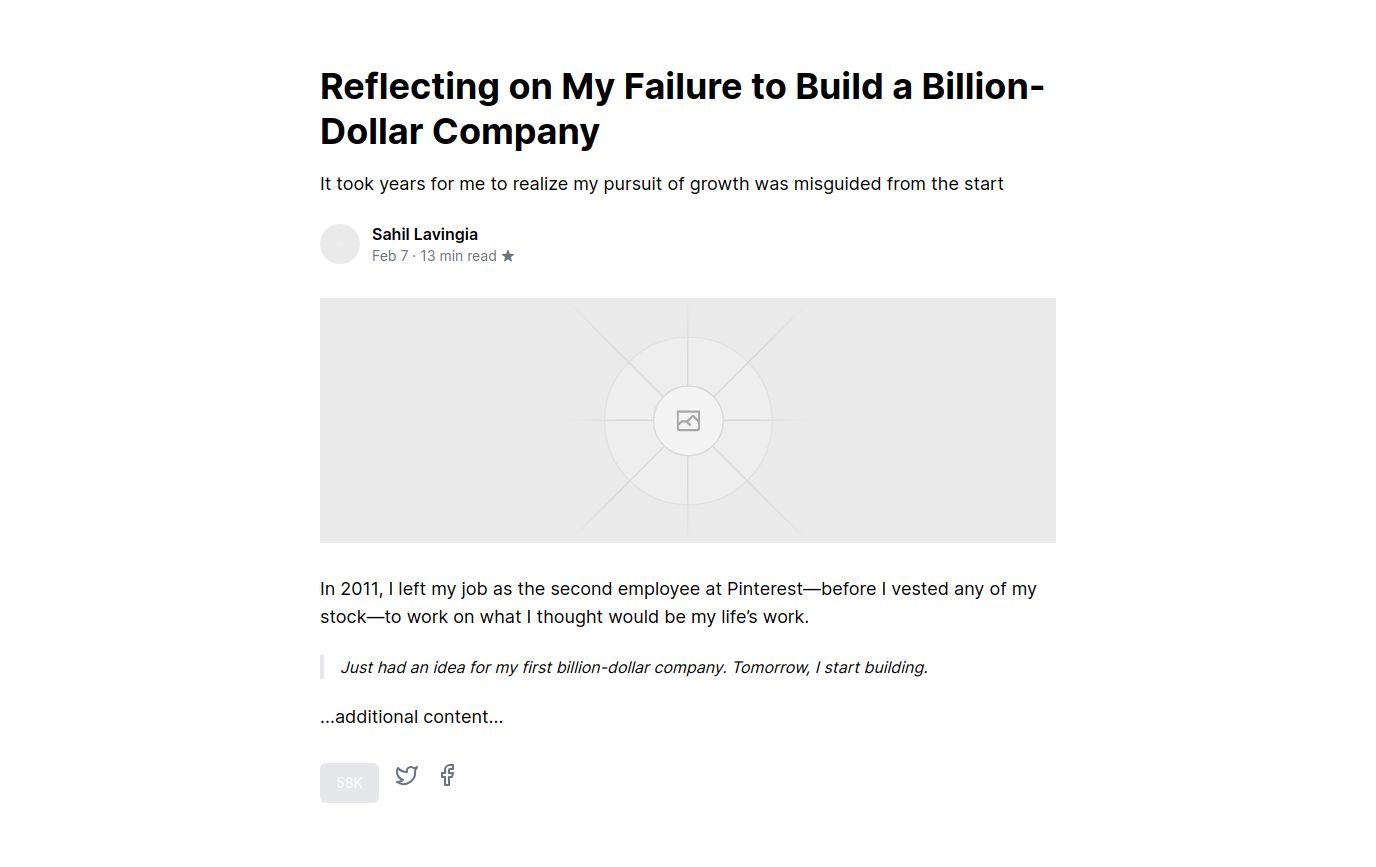 Reflecting on My Failure to Build a Billion-
Dollar Company
It took years for me to realize my pursuit of growth was misguided from the start
Sahil Lavingia
Feb 7 · 13 min read ★
In 2011, I left my job as the second employee at Pinterest—before I vested any of my
stock—to work on what I thought would be my life’s work.
Just had an idea for my first billion-dollar company. Tomorrow, I start building.
...additional content...
58K